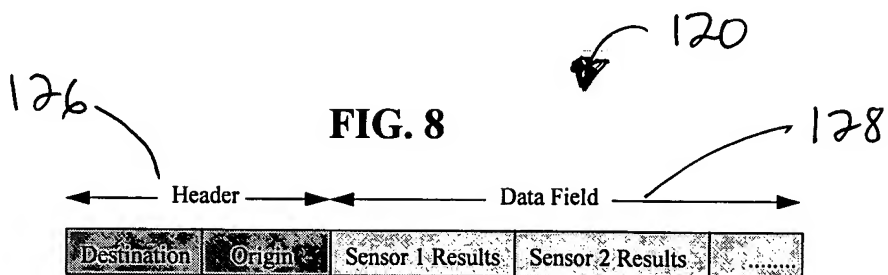 120
126
FIG. 8
128
Header Data Field
Destination Origin Sensor 1 Results Sensor 2 Results ........